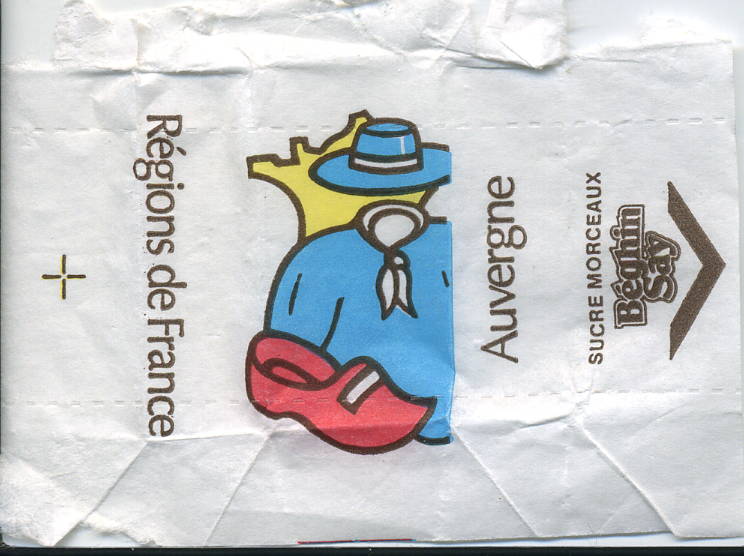 Régions de France
Auvergne
SUCRE MORCEAUX
Béghin
Say